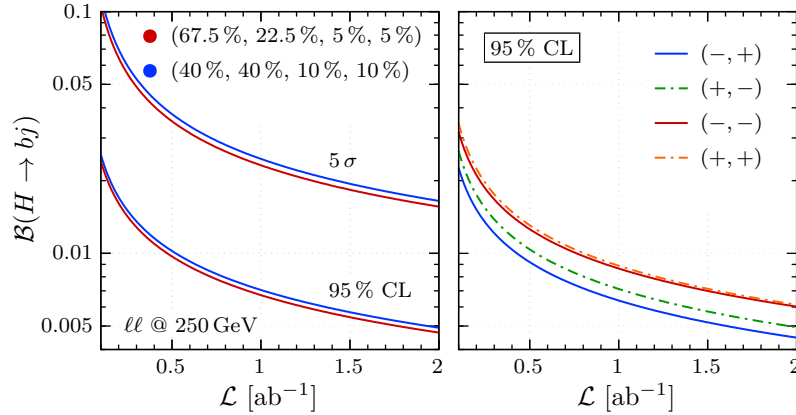 0.1
0.05
0.01
0.005
ℬ(H → bj)
(67.5 %, 22.5 %, 5 %, 5 %)
(40 %, 40 %, 10 %, 10 %)
5 σ
95 % CL
ℓℓ @ 250 GeV
0.5 1 1.5 2
ℒ [ab⁻¹]
95 % CL
(−, +)
(+, −)
(−, −)
(+, +)
0.5 1 1.5 2
ℒ [ab⁻¹]